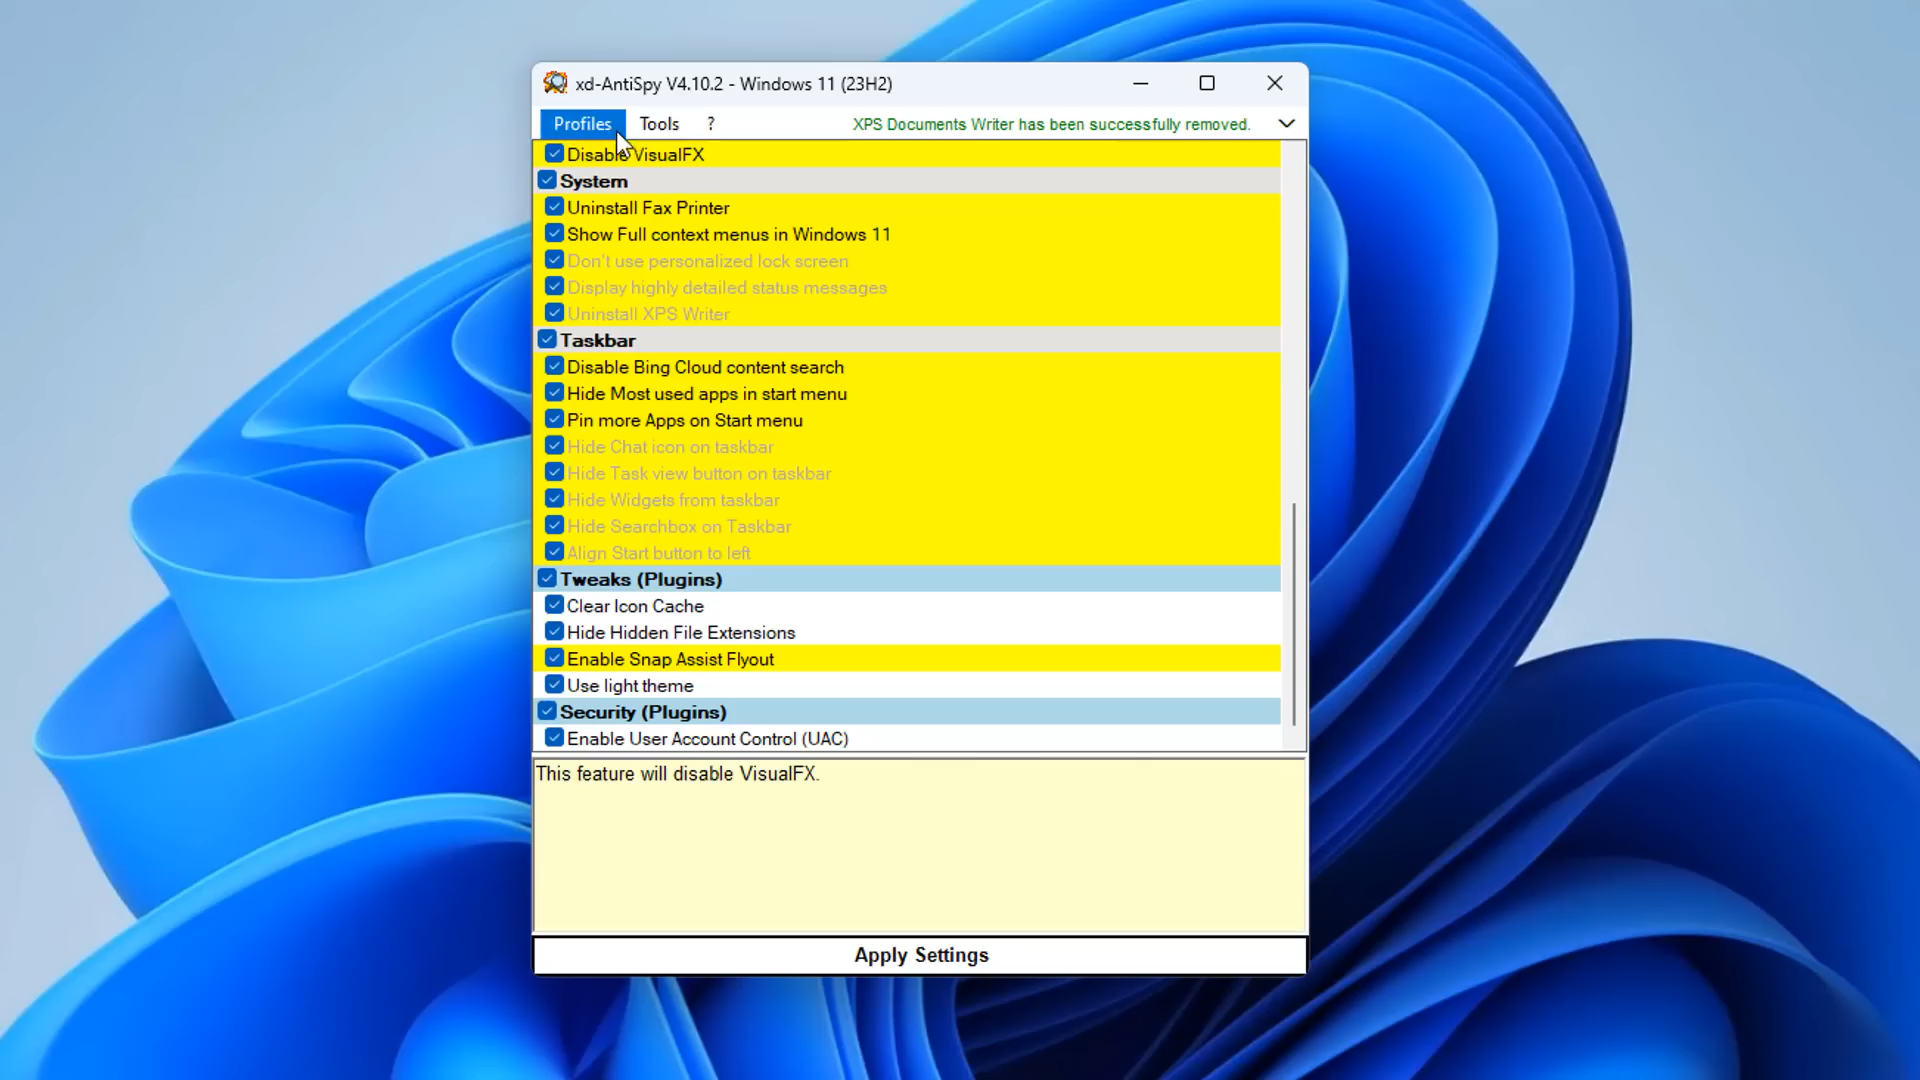 xd-AntiSpy V4.10.2 - Windows 11 (23H2)
Profiles Tools ? XPS Documents Writer has been successfully removed.
Disable VisualFX
System
Uninstall Fax Printer
Show Full context menus in Windows 11
Don't use personalized lock screen
Display highly detailed status messages
Uninstall XPS Writer
Taskbar
Disable Bing Cloud content search
Hide Most used apps in start menu
Pin more Apps on Start menu
Hide Chat icon on taskbar
Hide Task view button on taskbar
Hide Widgets from taskbar
Hide Searchbox on Taskbar
Align Start button to left
Tweaks (Plugins)
Clear Icon Cache
Hide Hidden File Extensions
Enable Snap Assist Flyout
Use light theme
Security (Plugins)
Enable User Account Control (UAC)
This feature will disable VisualFX.
Apply Settings